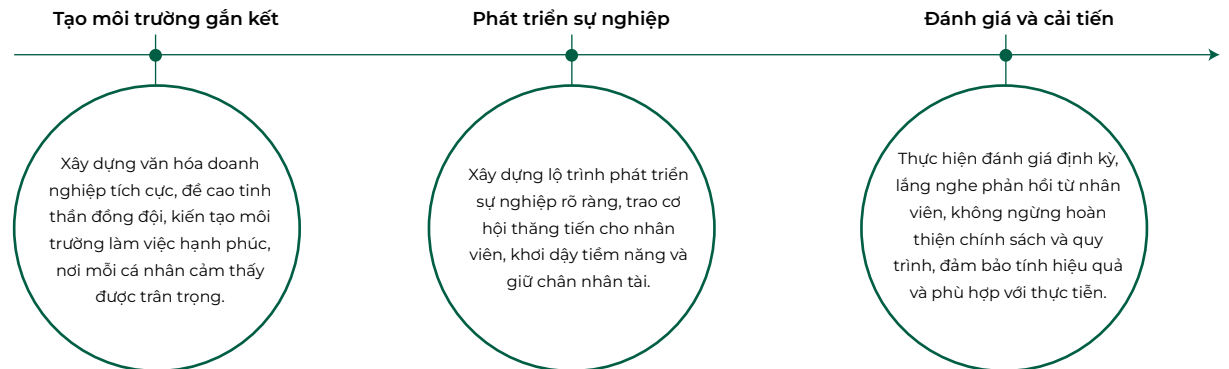 Tạo môi trường gắn kết
Xây dựng văn hóa doanh
nghiệp tích cực, đề cao tinh
thần đồng đội, kiến tạo môi
trường làm việc hạnh phúc,
nơi mỗi cá nhân cảm thấy
được trân trọng.
Phát triển sự nghiệp
Xây dựng lộ trình phát triển
sự nghiệp rõ ràng, trao cơ
hội thăng tiến cho nhân
viên, khơi dậy tiềm năng và
giữ chân nhân tài.
Đánh giá và cải tiến
Thực hiện đánh giá định kỳ,
lắng nghe phản hồi từ nhân
viên, không ngừng hoàn
thiện chính sách và quy
trình, đảm bảo tính hiệu quả
và phù hợp với thực tiễn.